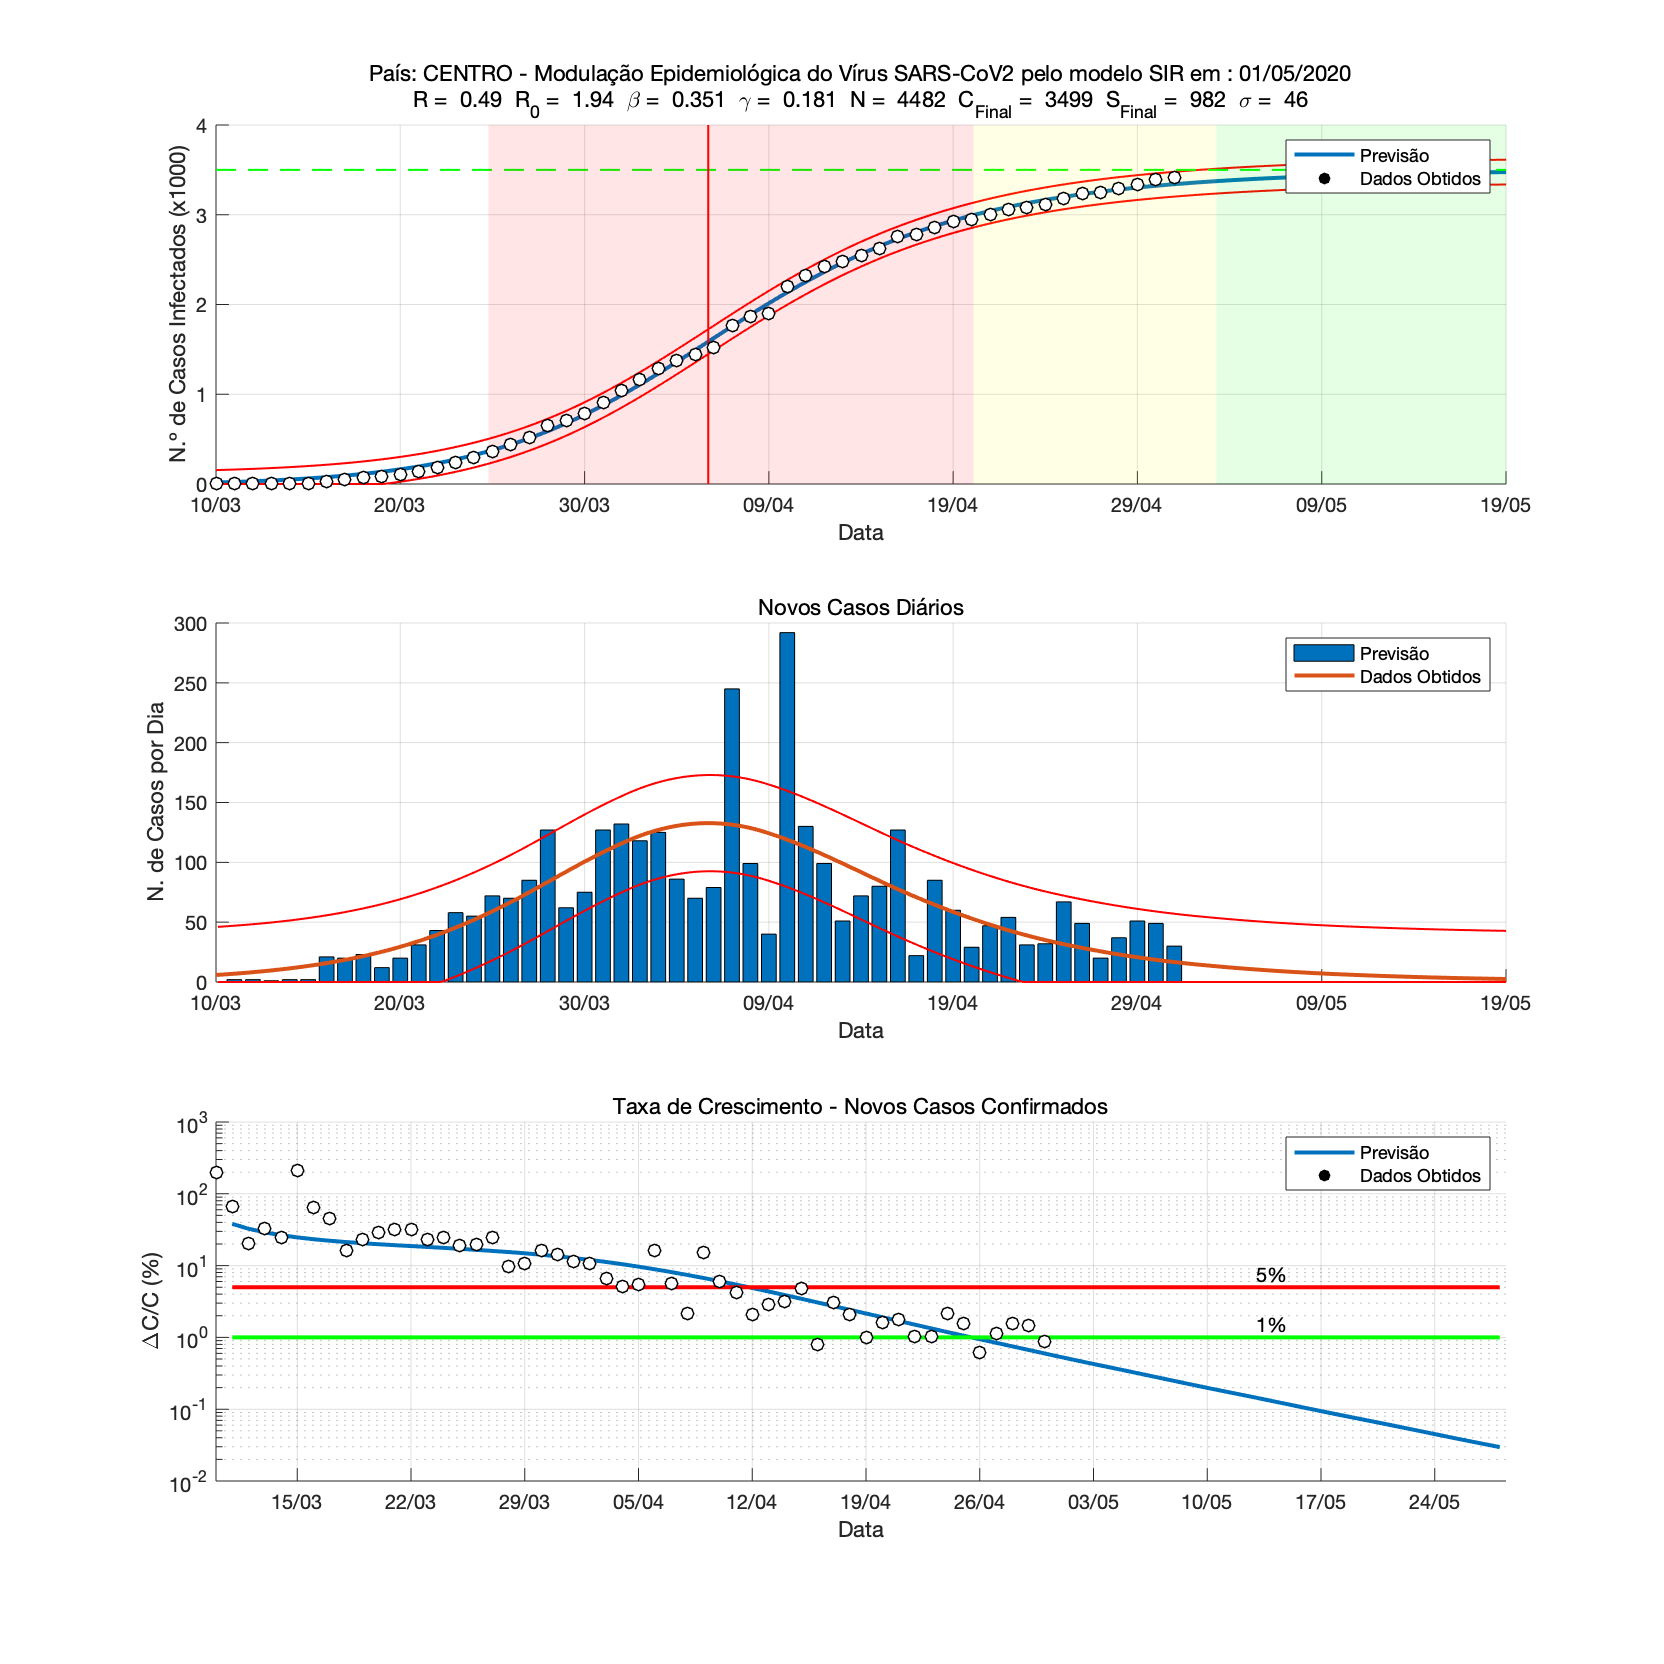 País: CENTRO - Modulação Epidemiológica do Vírus SARS-CoV2 pelo modelo SIR em : 01/05/2020
R = 0.49 R0 = 1.94 β = 0.351 γ = 0.181 N = 4482 CFinal = 3499 SFinal = 982 σ = 46
N.º de Casos Infectados (x1000)
4
3
2
1
0
Previsão
Dados Obtidos
10/03 20/03 30/03 09/04 19/04 29/04 09/05 19/05
Data
Novos Casos Diários
N. de Casos por Dia
300
250
200
150
100
50
0
Previsão
Dados Obtidos
10/03 20/03 30/03 09/04 19/04 29/04 09/05 19/05
Data
Taxa de Crescimento - Novos Casos Confirmados
ΔC/C (%)
10^3
10^2
10^1
10^0
10^-1
10^-2
Previsão
Dados Obtidos
5%
1%
15/03 22/03 29/03 05/04 12/04 19/04 26/04 03/05 10/05 17/05 24/05
Data